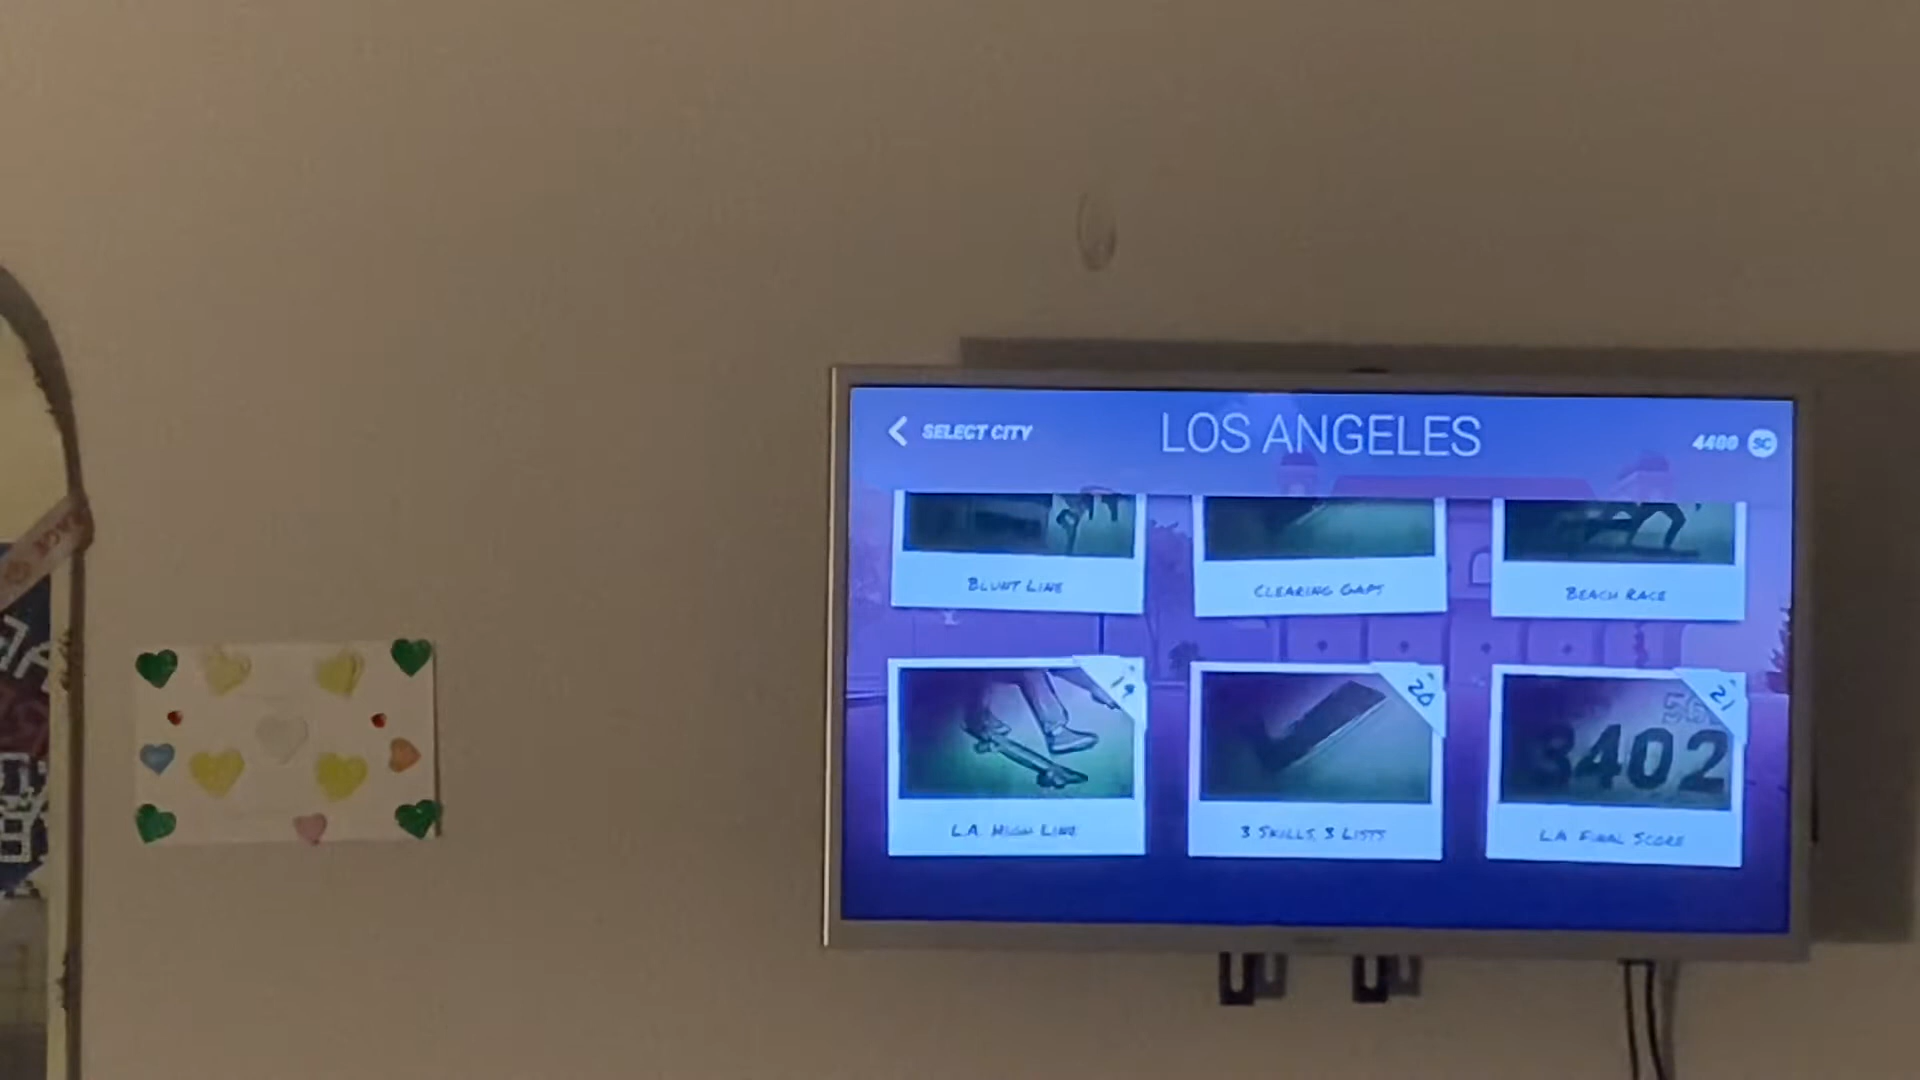 SELECT CITY
LOS ANGELES
4400 SC
BLUNT LINE
CLEARING GAPS
BEACH RACE
19
20
21
3402
L.A. HIGH LINE
3 SKILLS, 3 LISTS
LA FINAL SCORE